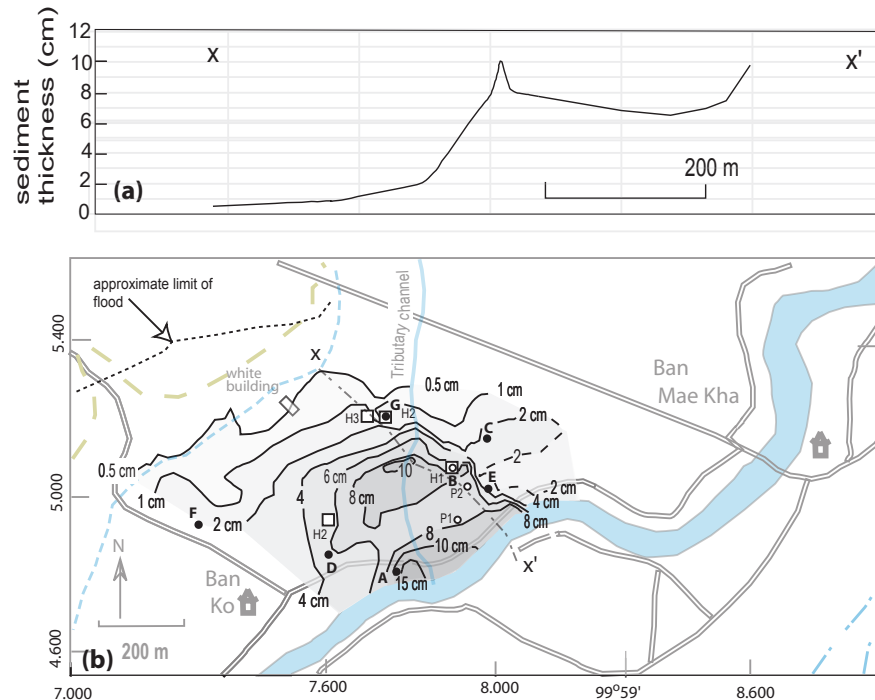 sediment
thickness (cm)
12
10
8
6
4
2
0
X
X'
(a)
200 m
approximate limit of
flood
5.400
5.000
4.600
white
building
X
Tributary channel
0.5 cm
1 cm
2 cm
G
H3
H2
C
2
Ban
Mae Kha
10
6 cm
4
8 cm
H1
B
P2
E
2 cm
4 cm
8 cm
0.5 cm
1 cm
F
2 cm
H2
P1
8
10 cm
D
A
15 cm
X'
4 cm
N
Ban
Ko
200 m
(b)
7.000
7.600
8.000
99°59'
8.600